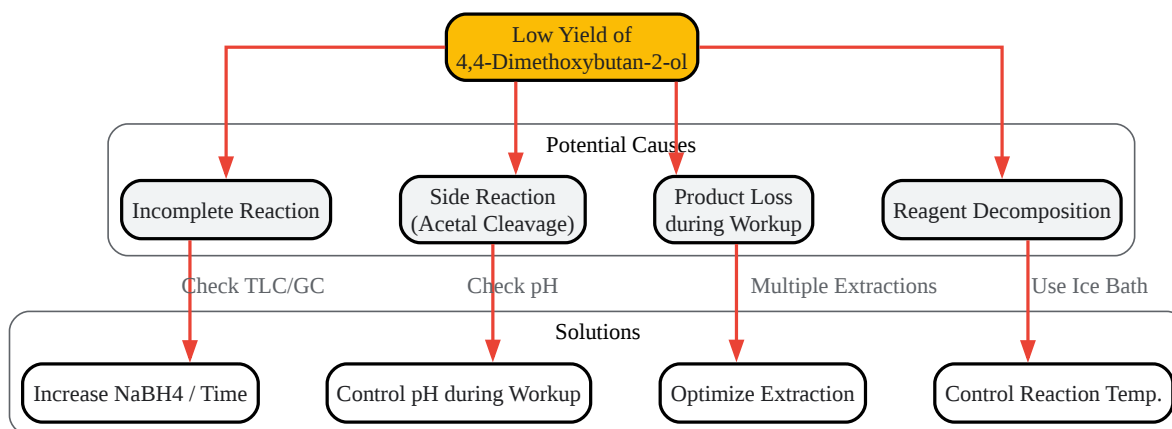 Low Yield of
4,4-Dimethoxybutan-2-ol
Potential Causes
Incomplete Reaction
Side Reaction
(Acetal Cleavage)
Product Loss
during Workup
Reagent Decomposition
Check TLC/GC
Check pH
Multiple Extractions
Use Ice Bath
Solutions
Increase NaBH4 / Time
Control pH during Workup
Optimize Extraction
Control Reaction Temp.